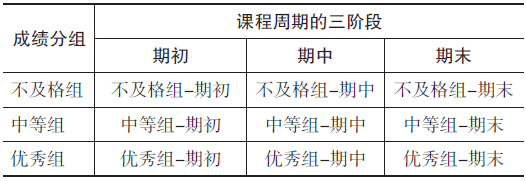 成绩分组 课程周期的三阶段
期初 期中 期末
不及格组 不及格组–期初 不及格组–期中 不及格组–期末
中等组 中等组–期初 中等组–期中 中等组–期末
优秀组 优秀组–期初 优秀组–期中 优秀组–期末